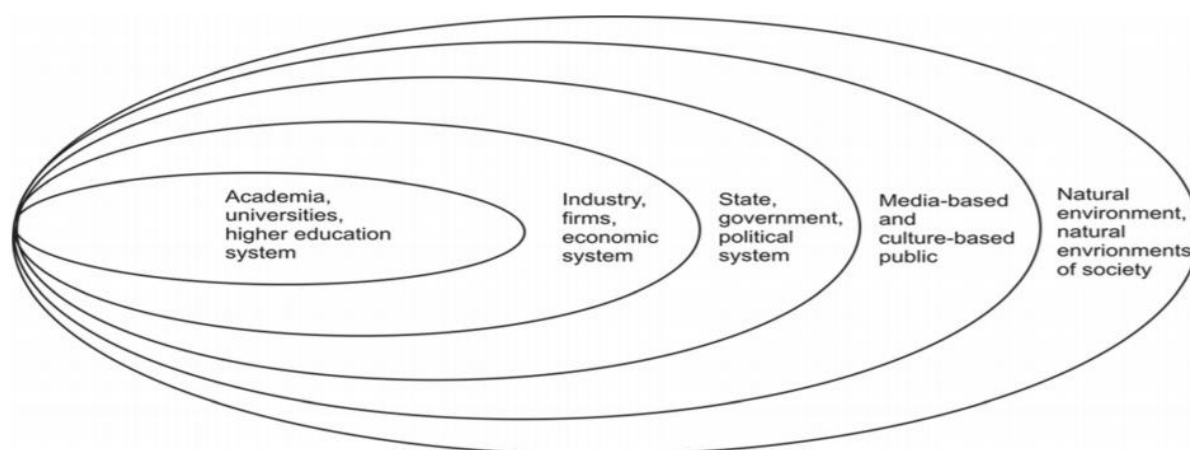 Academia,
universities,
higher education
system
Industry,
firms,
economic
system
State,
government,
political
system
Media-based
and
culture-based
public
Natural
environment,
natural
envrionments
of society